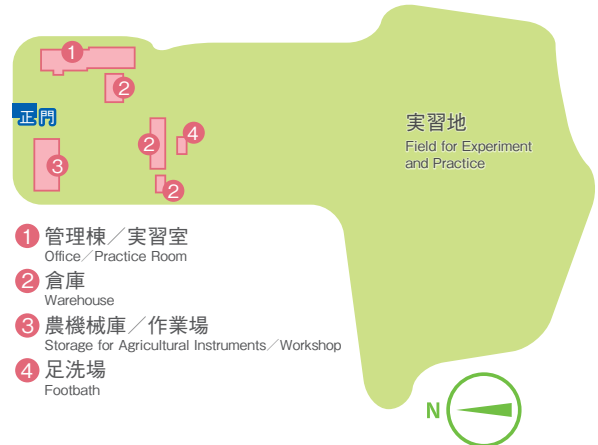 1
2
正門
2
4
3
2
実習地
Field for Experiment
and Practice
1 管理棟／実習室
Office／Practice Room
2 倉庫
Warehouse
3 農機械庫／作業場
Storage for Agricultural Instruments／Workshop
4 足洗場
Footbath
N